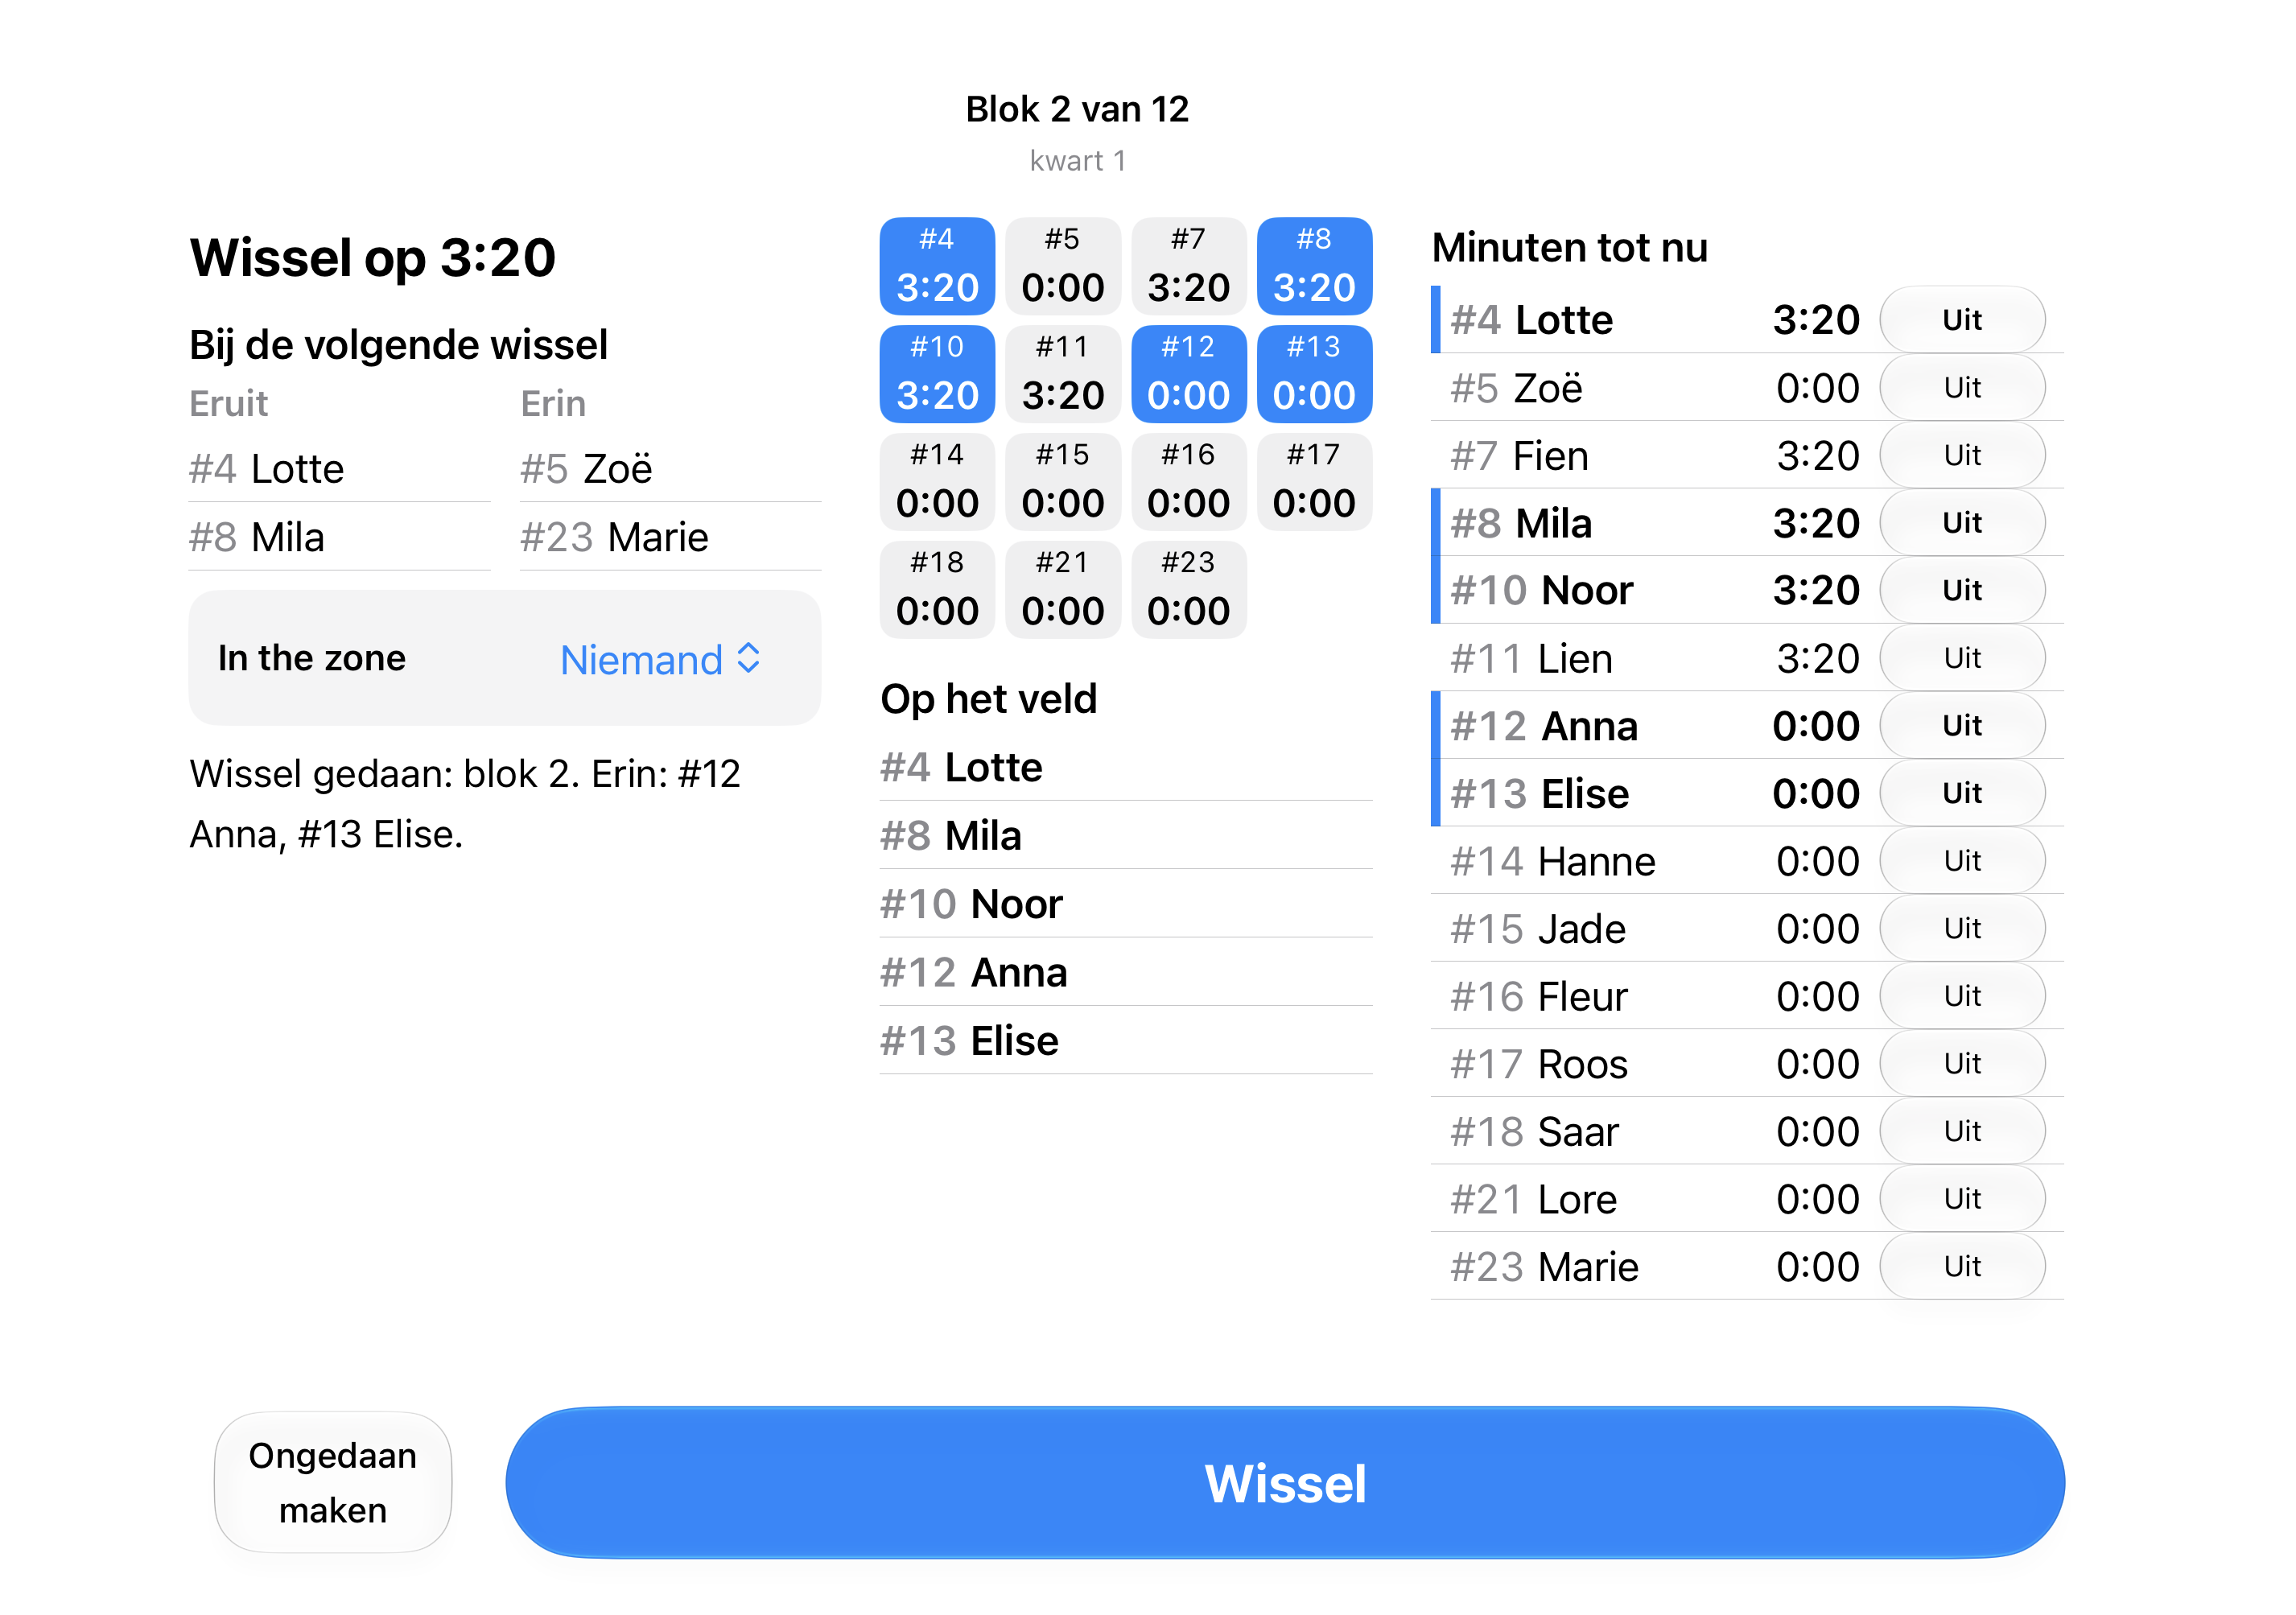 Blok 2 van 12
kwart 1
Wissel op 3:20
Bij de volgende wissel
Eruit Erin
#4 Lotte #5 Zoë
#8 Mila #23 Marie
In the zone Niemand
Wissel gedaan: blok 2. Erin: #12
Anna, #13 Elise.
#4 #5 #7 #8
3:20 0:00 3:20 3:20
#10 #11 #12 #13
3:20 3:20 0:00 0:00
#14 #15 #16 #17
0:00 0:00 0:00 0:00
#18 #21 #23
0:00 0:00 0:00
Op het veld
#4 Lotte
#8 Mila
#10 Noor
#12 Anna
#13 Elise
Minuten tot nu
#4 Lotte 3:20 Uit
#5 Zoë 0:00 Uit
#7 Fien 3:20 Uit
#8 Mila 3:20 Uit
#10 Noor 3:20 Uit
#11 Lien 3:20 Uit
#12 Anna 0:00 Uit
#13 Elise 0:00 Uit
#14 Hanne 0:00 Uit
#15 Jade 0:00 Uit
#16 Fleur 0:00 Uit
#17 Roos 0:00 Uit
#18 Saar 0:00 Uit
#21 Lore 0:00 Uit
#23 Marie 0:00 Uit
Ongedaan
maken
Wissel